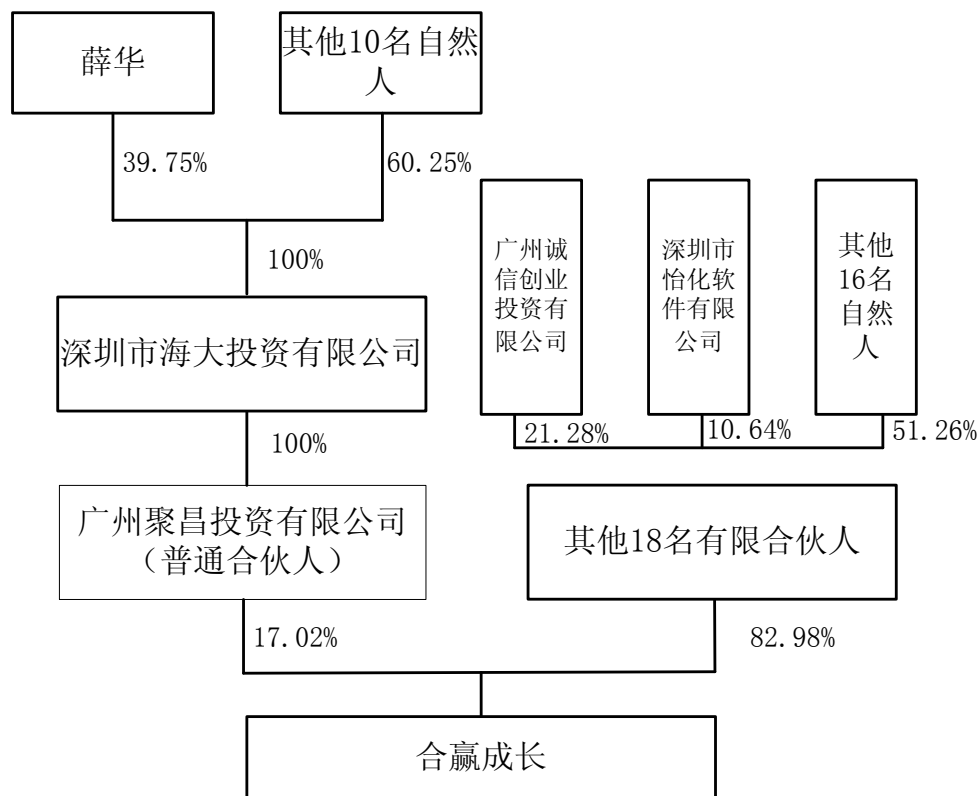 薛华
其他10名自然
人
39.75%
60.25%
100%
广州诚
信创业
投资有
限公司
深圳市
怡化软
件有限
公司
其他
16名
自然
人
深圳市海大投资有限公司
21.28%
10.64%
51.26%
100%
广州聚昌投资有限公司
（普通合伙人）
其他18名有限合伙人
17.02%
82.98%
合赢成长